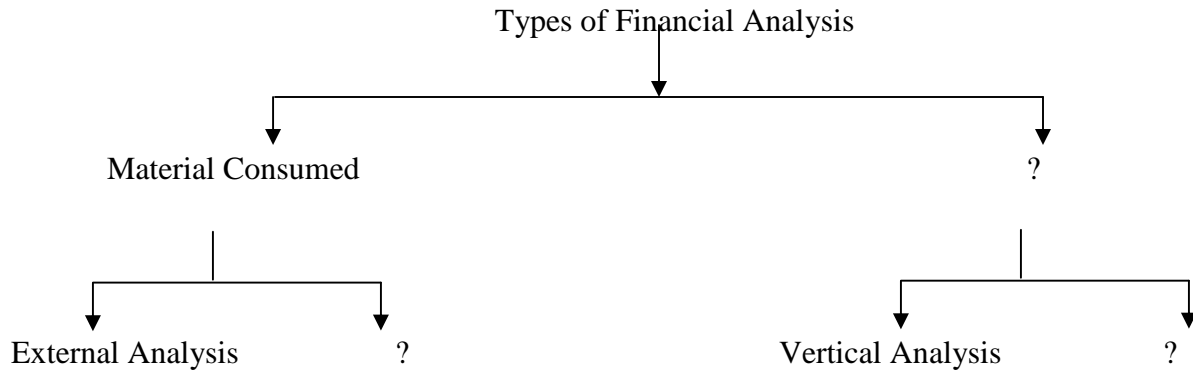 Types of Financial Analysis
Material Consumed ?
External Analysis ? Vertical Analysis ?